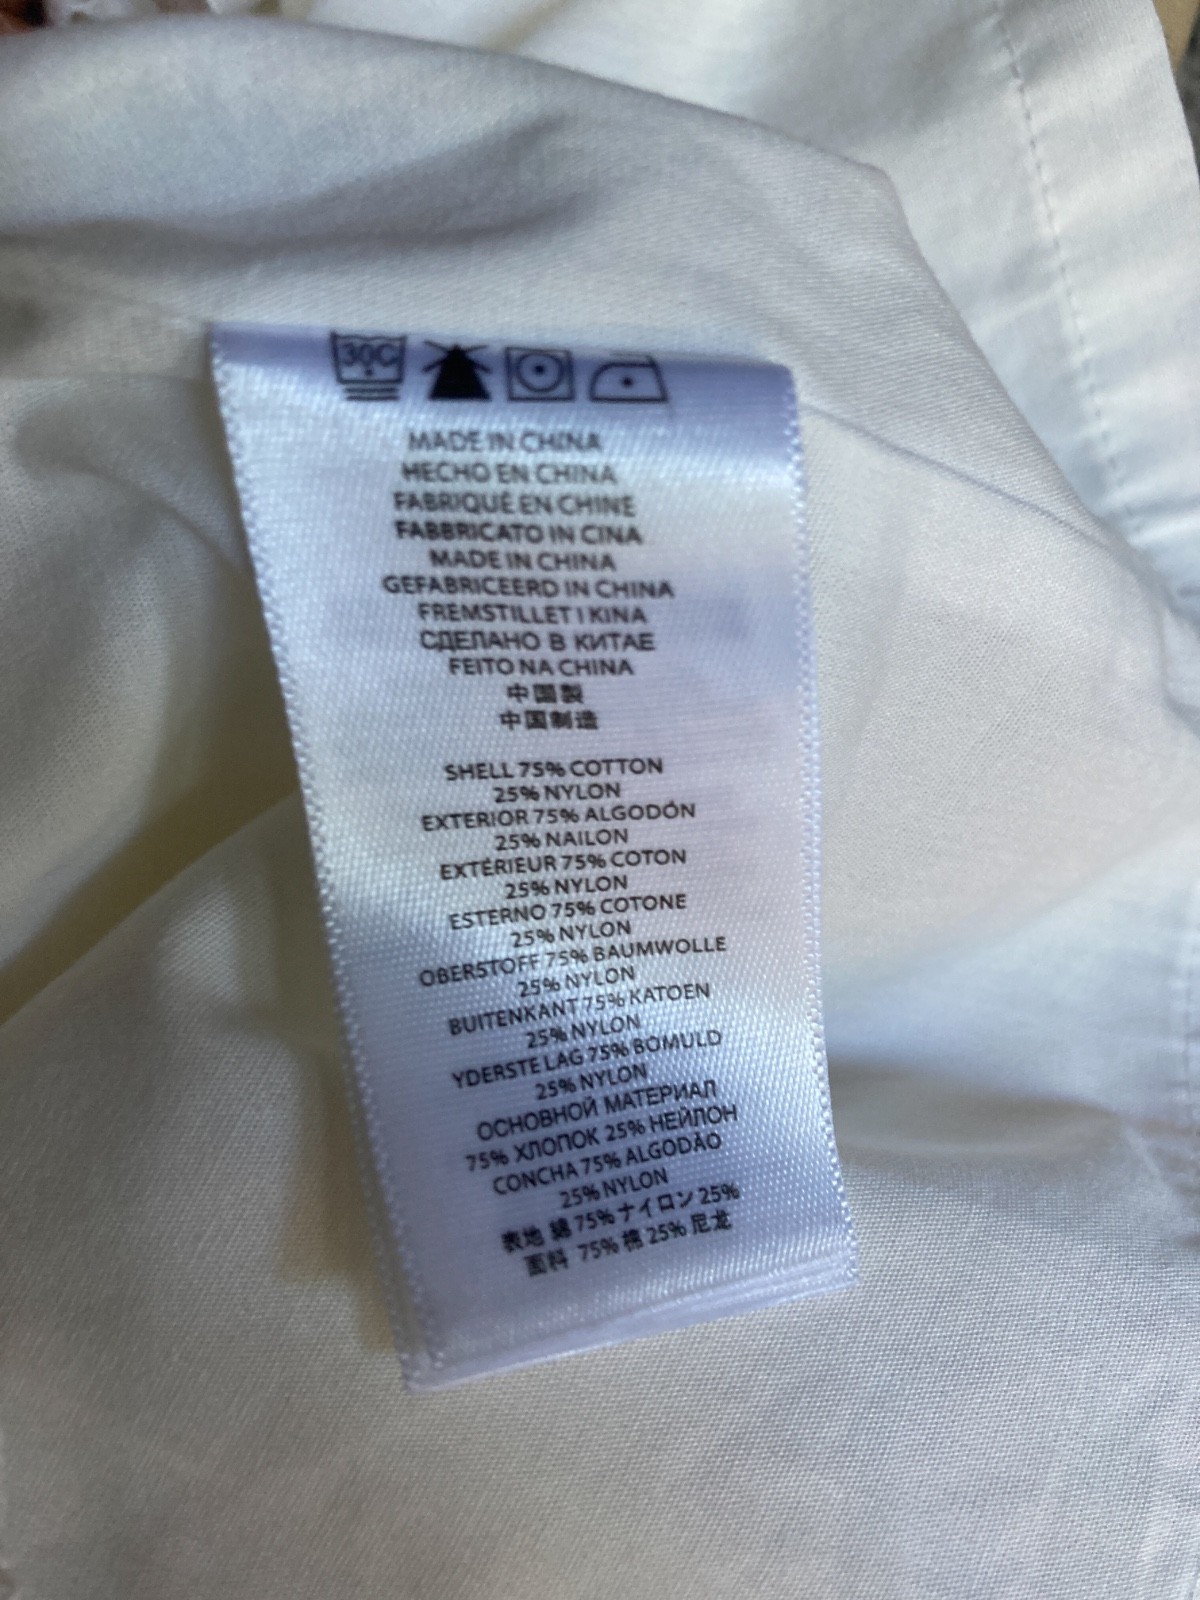 30C
MADE IN CHINA
HECHO EN CHINA
FABRIQUÉ EN CHINE
FABBRICATO IN CINA
MADE IN CHINA
GEFABRICEERD IN CHINA
FREMSTILLET I KINA
СДЕЛАНО В КИТАЕ
FEITO NA CHINA
中国製
中国制造
SHELL 75% COTTON
25% NYLON
EXTERIOR 75% ALGODÓN
25% NAILON
EXTÉRIEUR 75% COTON
25% NYLON
ESTERNO 75% COTONE
25% NYLON
OBERSTOFF 75% BAUMWOLLE
25% NYLON
BUITENKANT 75% KATOEN
25% NYLON
YDERSTE LAG 75% BOMULD
25% NYLON
ОСНОВНОЙ МАТЕРИАЛ
75% ХЛОПОК 25% НЕЙЛОН
CONCHA 75% ALGODÃO
25% NYLON
表地 綿 75% ナイロン 25%
面料 75% 棉 25% 尼龙